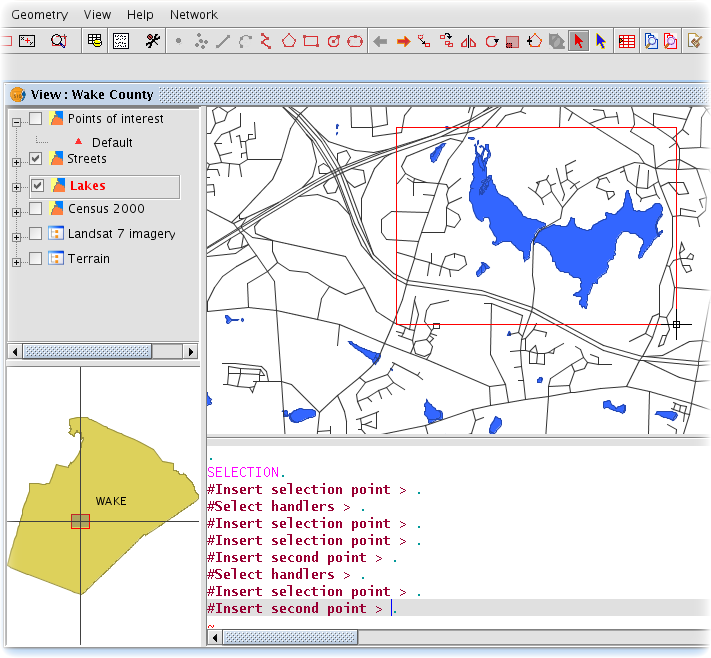 Geometry View Help Network
View : Wake County
Points of interest
Default
Streets
Lakes
Census 2000
Landsat 7 imagery
Terrain
WAKE
.
SELECTION.
#Insert selection point > .
#Select handlers > .
#Insert selection point > .
#Insert selection point > .
#Insert second point > .
#Select handlers > .
#Insert selection point > .
#Insert second point > .
~